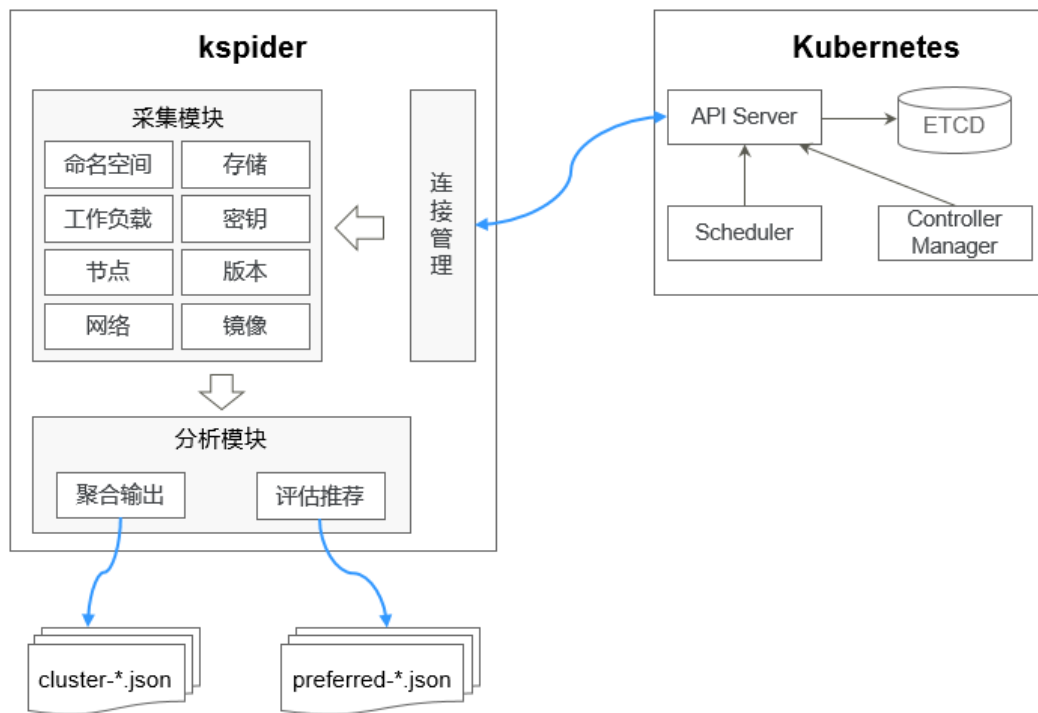 kspider
采集模块
命名空间
存储
工作负载
密钥
节点
版本
网络
镜像
连接管理
分析模块
聚合输出
评估推荐
cluster-*.json
preferred-*.json
Kubernetes
API Server
ETCD
Scheduler
Controller
Manager